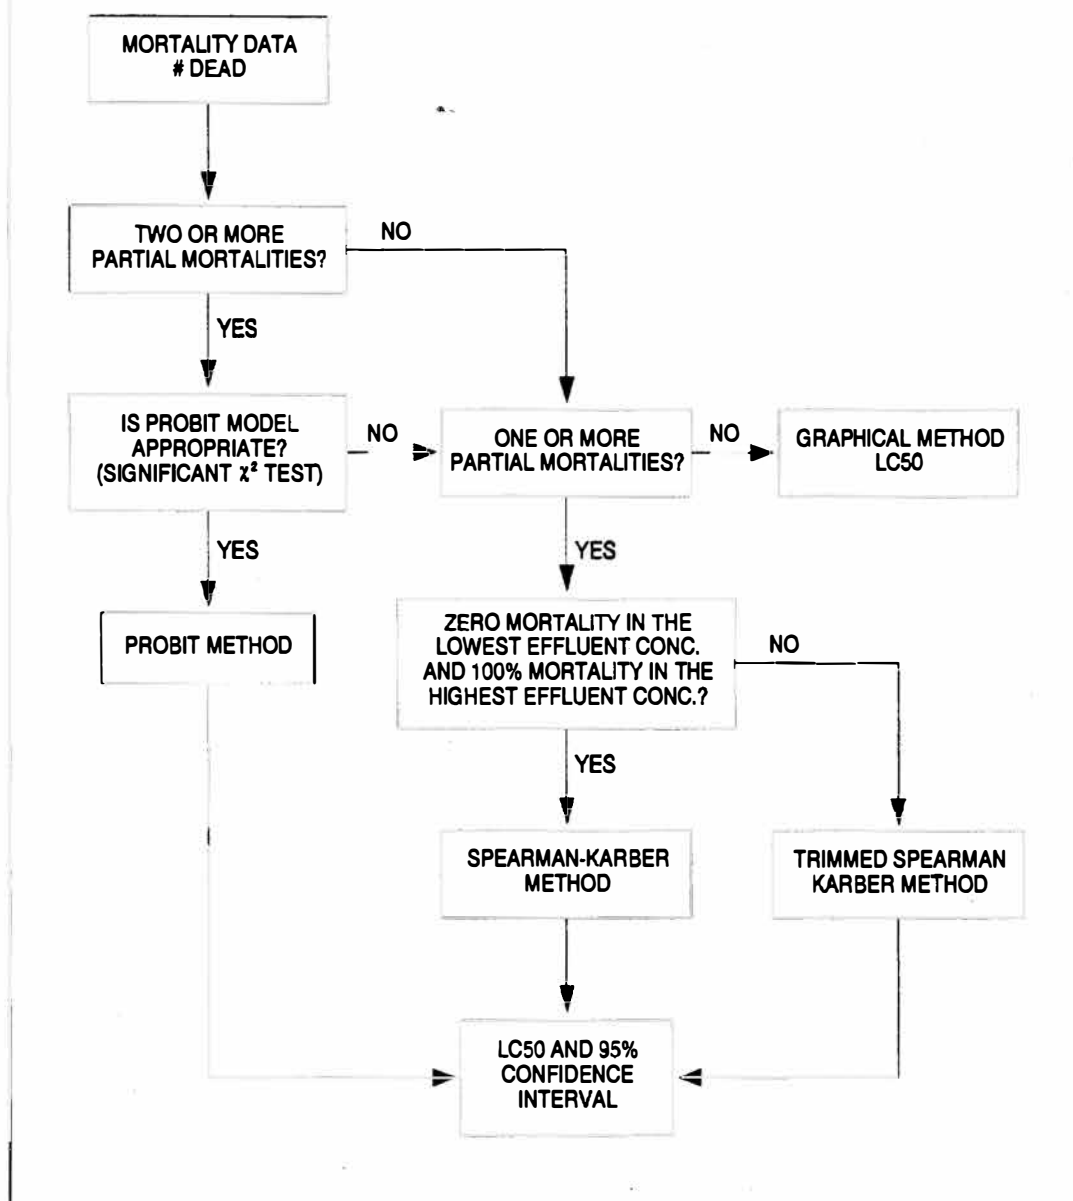 MORTALITY DATA
# DEAD
TWO OR MORE
PARTIAL MORTALITIES?
NO
YES
IS PROBIT MODEL
APPROPRIATE?
(SIGNIFICANT χ² TEST)
NO
ONE OR MORE
PARTIAL MORTALITIES?
NO
GRAPHICAL METHOD
LC50
YES
YES
PROBIT METHOD
ZERO MORTALITY IN THE
LOWEST EFFLUENT CONC.
AND 100% MORTALITY IN THE
HIGHEST EFFLUENT CONC.?
NO
YES
SPEARMAN-KARBER
METHOD
TRIMMED SPEARMAN
KARBER METHOD
LC50 AND 95%
CONFIDENCE
INTERVAL